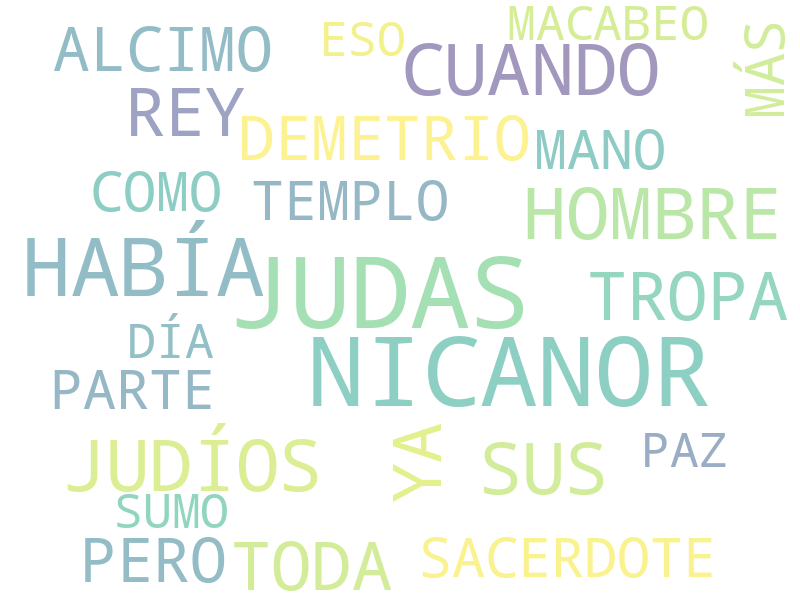 MACABEO
ALCIMO
ESO
CUANDO
MÁS
REY
DEMETRIO
MANO
COMO
TEMPLO
HOMBRE
HABÍA
JUDAS
TROPA
DÍA
NICANOR
PARTE
JUDÍOS
YA
SUS
PAZ
SUMO
PERO
TODA
SACERDOTE